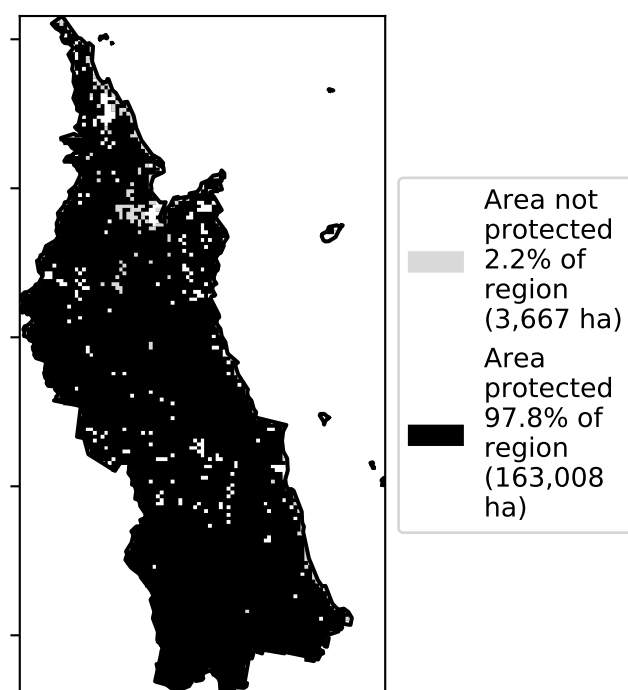 Area not
protected
2.2% of
region
(3,667 ha)
Area
protected
97.8% of
region
(163,008
ha)